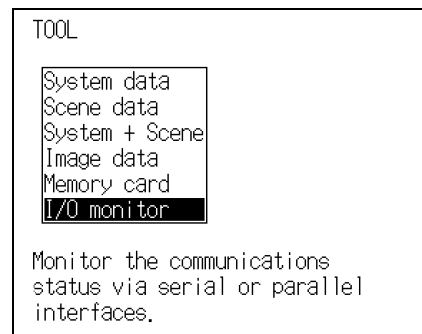 TOOL
System data
Scene data
System + Scene
Image data
Memory card
I/O monitor
Monitor the communications
status via serial or parallel
interfaces.